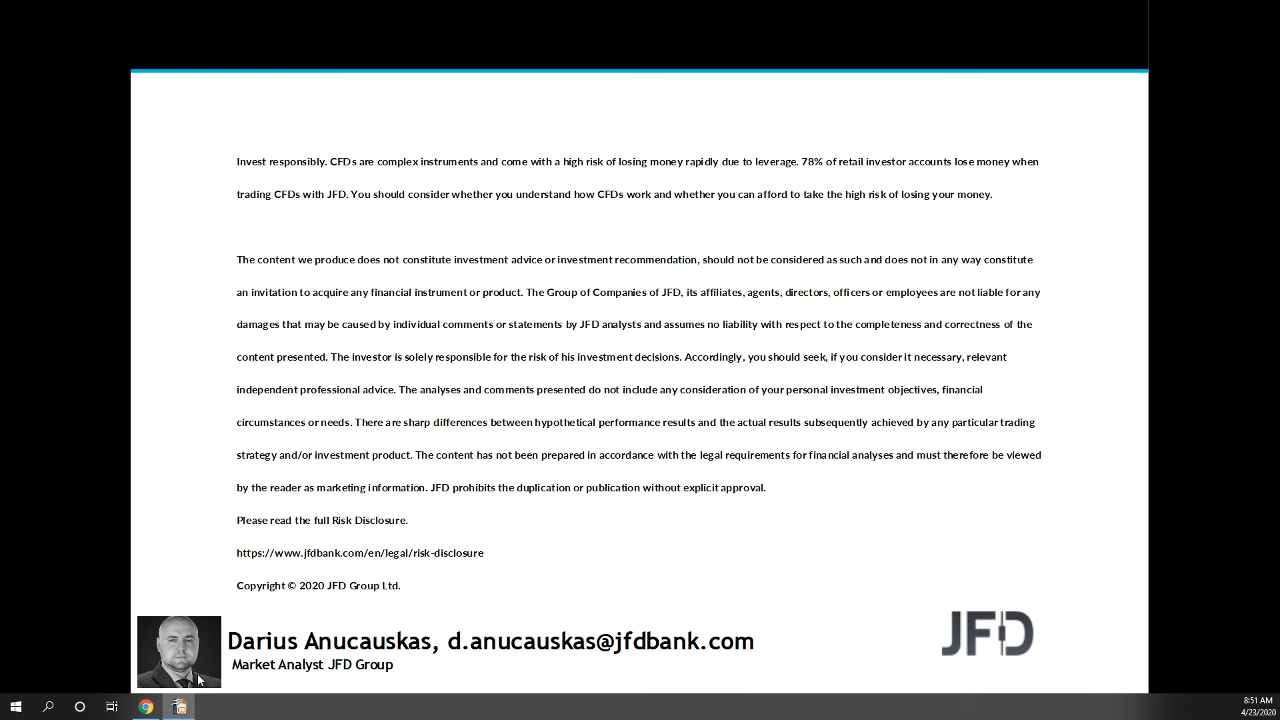 Invest responsibly. CFDs are complex instruments and come with a high risk of losing money rapidly due to leverage. 78% of retail investor accounts lose money when
trading CFDs with JFD. You should consider whether you understand how CFDs work and whether you can afford to take the high risk of losing your money.
The content we produce does not constitute investment advice or investment recommendation, should not be considered as such and does not in any way constitute
an invitation to acquire any financial instrument or product. The Group of Companies of JFD, its affiliates, agents, directors, officers or employees are not liable for any
damages that may be caused by individual comments or statements by JFD analysts and assumes no liability with respect to the completeness and correctness of the
content presented. The investor is solely responsible for the risk of his investment decisions. Accordingly, you should seek, if you consider it necessary, relevant
independent professional advice. The analyses and comments presented do not include any consideration of your personal investment objectives, financial
circumstances or needs. There are sharp differences between hypothetical performance results and the actual results subsequently achieved by any particular trading
strategy and/or investment product. The content has not been prepared in accordance with the legal requirements for financial analyses and must therefore be viewed
by the reader as marketing information. JFD prohibits the duplication or publication without explicit approval.
Please read the full Risk Disclosure.
https://www.jfdbank.com/en/legal/risk-disclosure
Copyright © 2020 JFD Group Ltd.
Darius Anucauskas, d.anucauskas@jfdbank.com
Market Analyst JFD Group
JFD
8:51 AM
4/23/2020